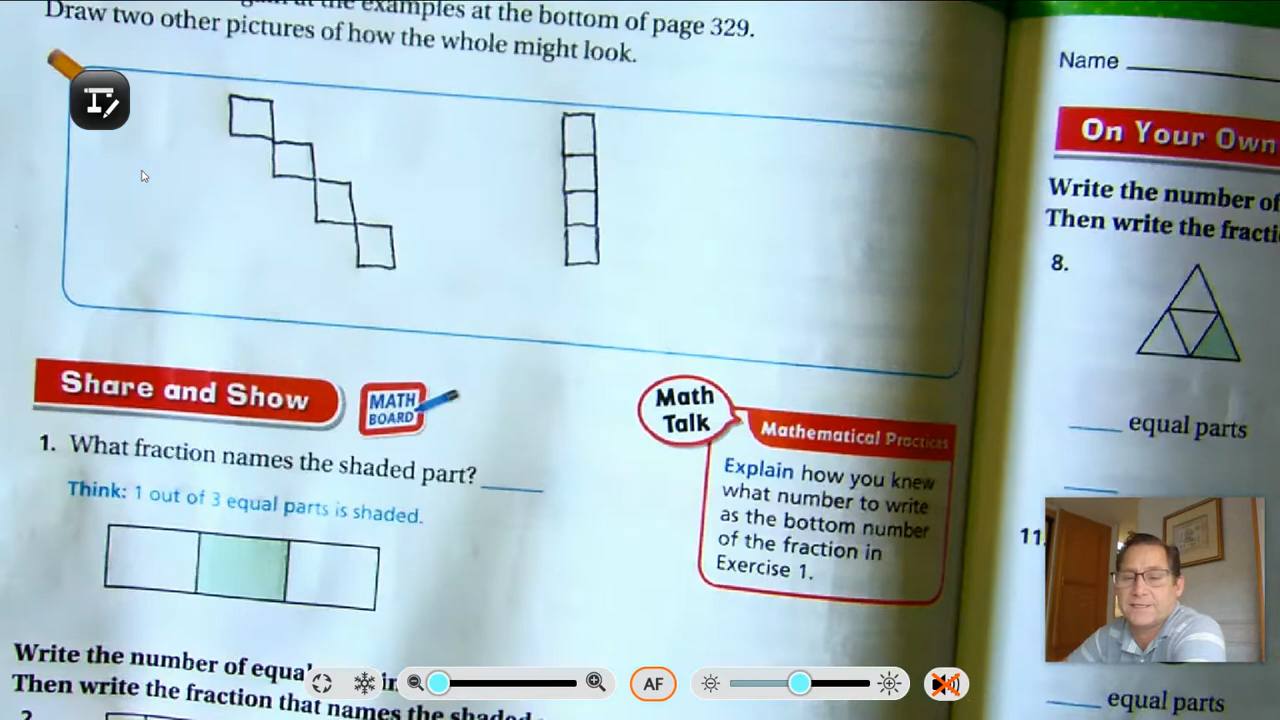 the examples at the bottom of page 329.
Draw two other pictures of how the whole might look.
Share and Show
MATH
BOARD
1. What fraction names the shaded part?
Think: 1 out of 3 equal parts is shaded.
Math
Talk
Mathematical Practices
Explain how you knew
what number to write
as the bottom number
of the fraction in
Exercise 1.
Write the number of
Then write the fraction that names the shaded
Name
On Your Own
Write the number of
Then write the
8.
equal parts
11.
equal parts
AF